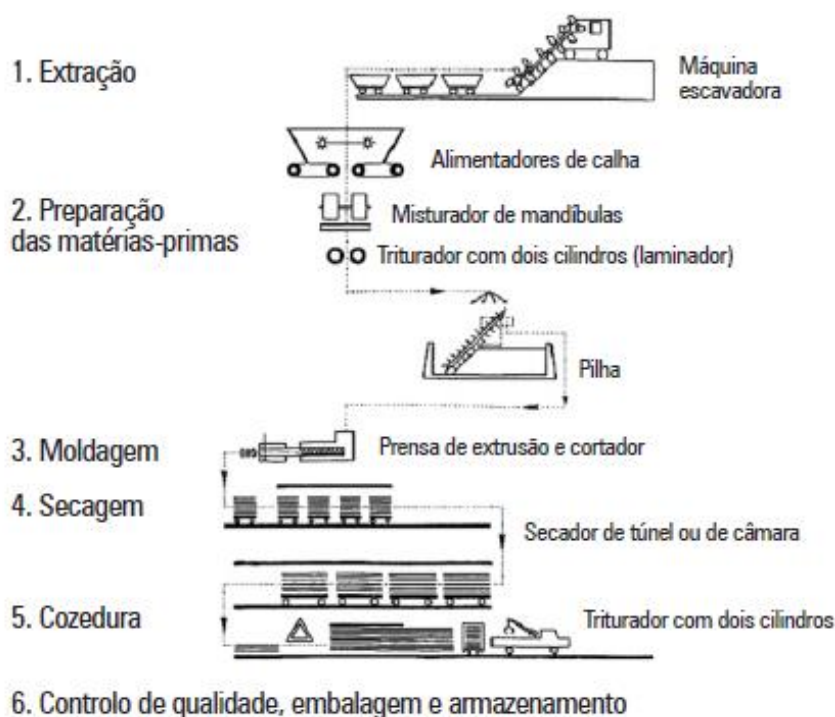 1. Extração
Máquina
escavadora
Alimentadores de calha
2. Preparação
das matérias-primas
Misturador de mandíbulas
Triturador com dois cilindros (laminador)
Pilha
3. Moldagem
Prensa de extrusão e cortador
4. Secagem
Secador de túnel ou de câmara
5. Cozedura
Triturador com dois cilindros
6. Controlo de qualidade, embalagem e armazenamento